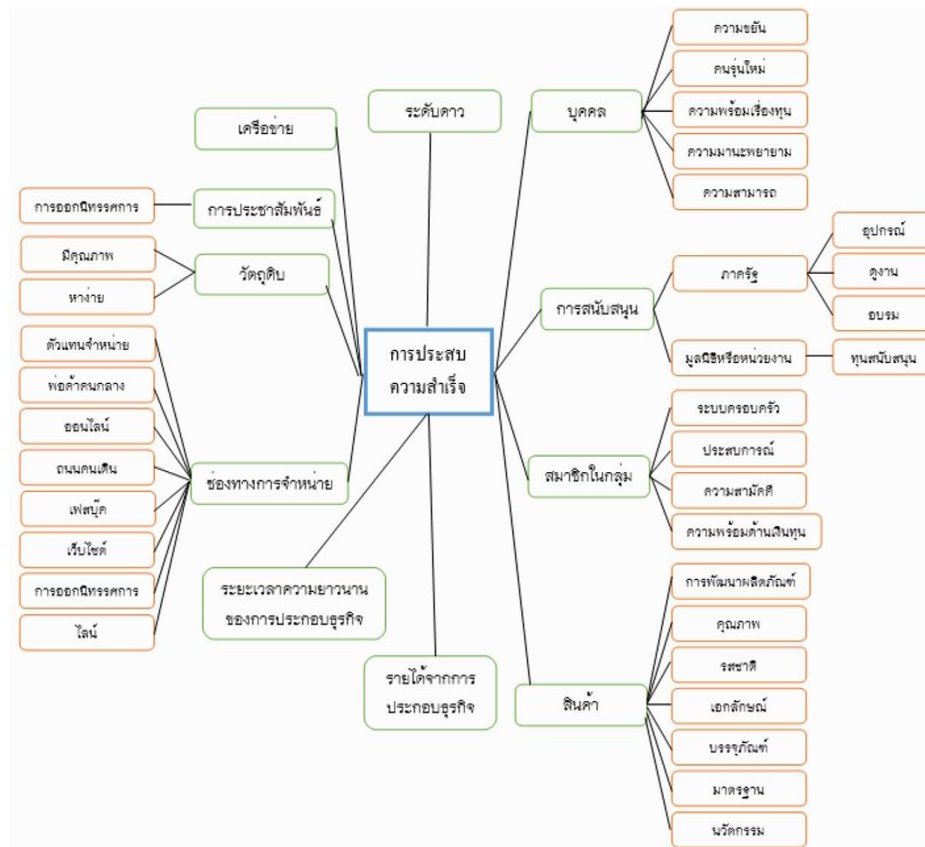 ระดับดาว
เครือข่าย
การประชาสัมพันธ์
การออกนิทรรศการ
วัตถุดิบ
มีคุณภาพ
หาง่าย
ช่องทางการจำหน่าย
ตัวแทนจำหน่าย
พ่อค้าคนกลาง
ออนไลน์
ถนนคนเดิน
เฟสบุ๊ค
เว็บไซต์
การออกนิทรรศการ
ไลน์
การประสบ
ความสำเร็จ
ระยะเวลาความยาวนาน
ของการประกอบธุรกิจ
รายได้จากการ
ประกอบธุรกิจ
บุคคล
ความขยัน
คนรุ่นใหม่
ความพร้อมเรื่องทุน
ความมานะพยายาม
ความสามารถ
การสนับสนุน
ภาครัฐ
อุปกรณ์
ดูงาน
อบรม
มูลนิธิหรือหน่วยงาน
ทุนสนับสนุน
สมาชิกในกลุ่ม
ระบบครอบครัว
ประสบการณ์
ความสามัคคี
ความพร้อมด้านเงินทุน
สินค้า
การพัฒนาผลิตภัณฑ์
คุณภาพ
รสชาติ
เอกลักษณ์
บรรจุภัณฑ์
มาตรฐาน
นวัตกรรม